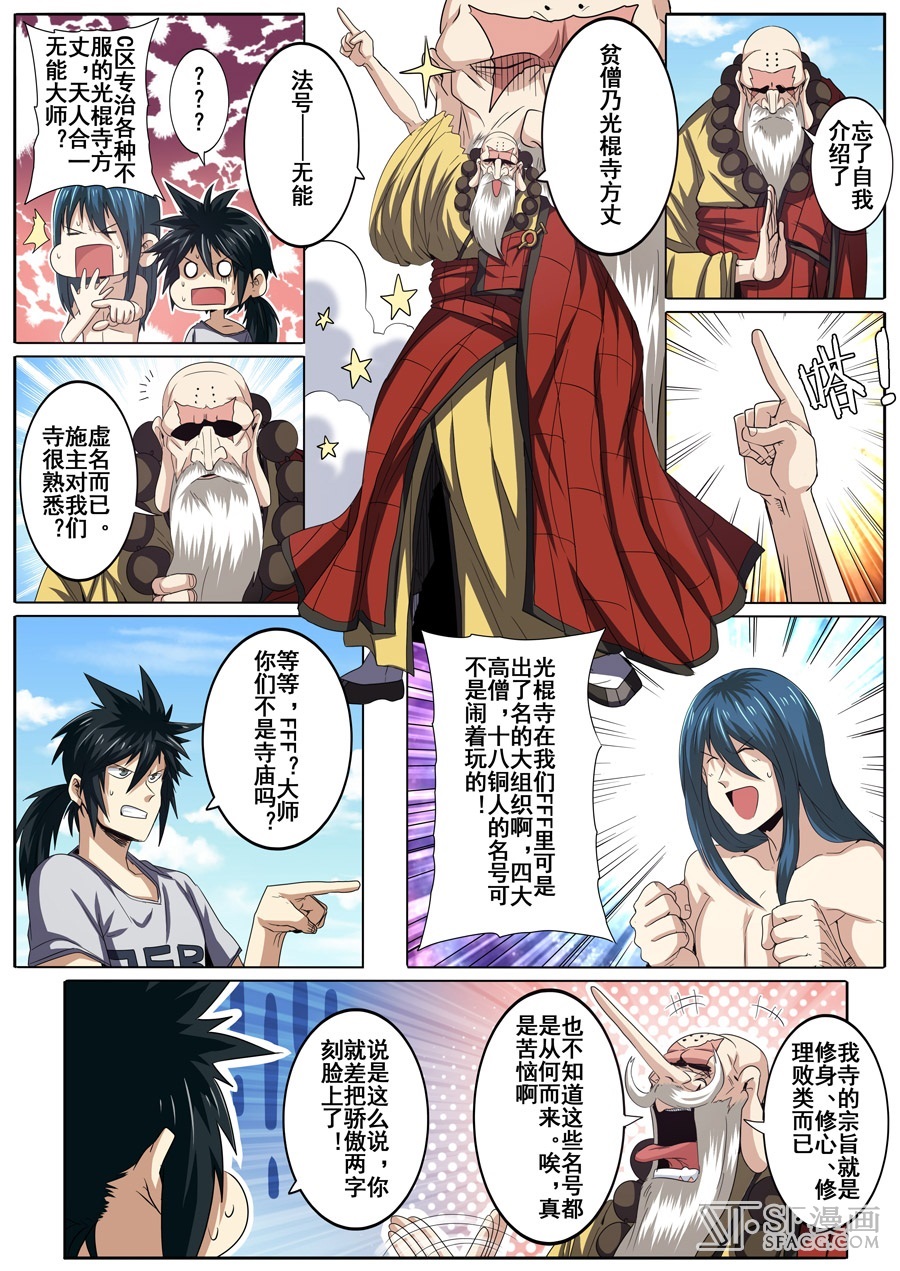 忘了自我
介绍了
贫僧乃光棍寺方丈
法号——无能
？？？
C区专治各种不
服的光棍寺方
丈，天人合一
无能大师？
嗒！
虚名而已。
施主对我们
寺很熟悉？
光棍寺在我们FFF里可是
出了名的大组织啊，四大
高僧，十八铜人的名号可
不是闹着玩的！
等等，FFF？大师
你们不是寺庙吗？
我寺的宗旨就是
修身、修心、修
理败类而已
也不知道这些名号都
是从何而来。唉，真
是苦恼啊
说是这么说，你
就差把骄傲两字
刻脸上了！
SF漫画
SFACG.COM